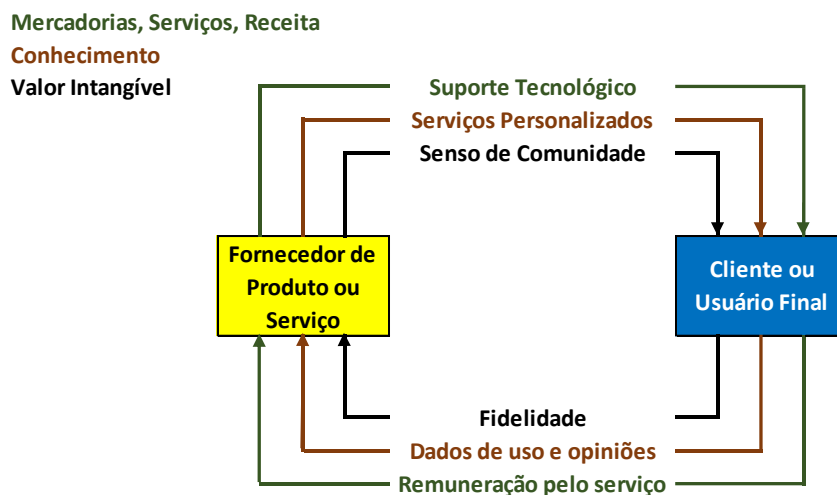 Mercadorias, Serviços, Receita
Conhecimento
Valor Intangível
Suporte Tecnológico
Serviços Personalizados
Senso de Comunidade
Fornecedor de
Produto ou
Serviço
Cliente ou
Usuário Final
Fidelidade
Dados de uso e opiniões
Remuneração pelo serviço